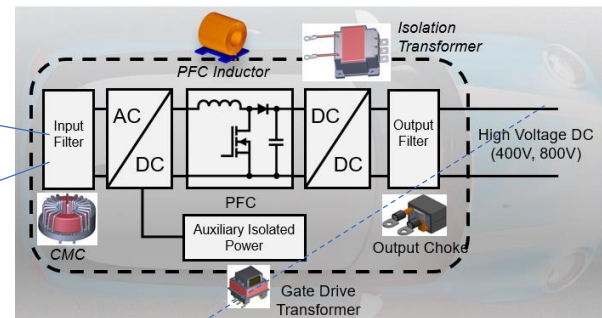 Isolation
Transformer
PFC Inductor
Input
Filter
AC
DC
DC
DC
Output
Filter
High Voltage DC
(400V, 800V)
PFC
Auxiliary Isolated
Power
CMC
Output Choke
Gate Drive
Transformer